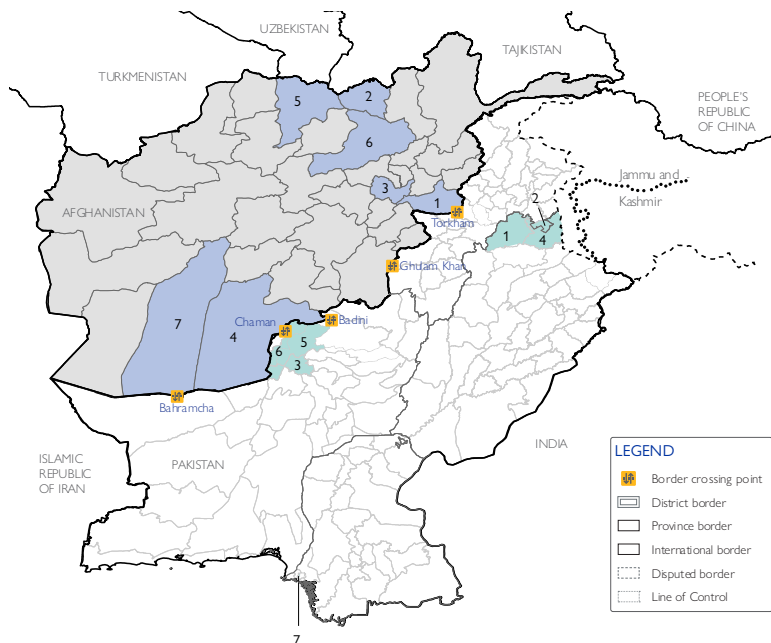 UZBEKISTAN
TAJIKISTAN
TURKMENISTAN
PEOPLE'S
REPUBLIC
OF CHINA
5
2
6
Jammu and
Kashmir
3
1
2
AFGHANISTAN
Torkham
1
4
Ghulam Khan
7
4
Chaman
Badini
5
6
3
Bahramcha
ISLAMIC
REPUBLIC
OF IRAN
PAKISTAN
INDIA
7
LEGEND
Border crossing point
District border
Province border
International border
Disputed border
Line of Control